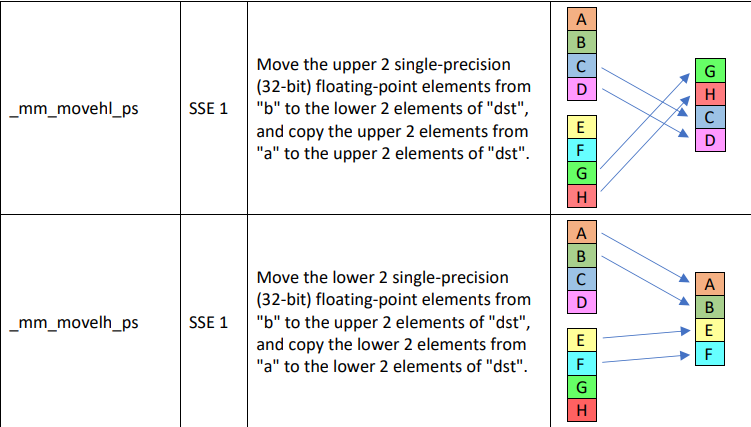 _mm_movehl_ps
SSE 1
Move the upper 2 single-precision
(32-bit) floating-point elements from
"b" to the lower 2 elements of "dst",
and copy the upper 2 elements from
"a" to the upper 2 elements of "dst".
A
B
C
D
E
F
G
H
G
H
C
D
_mm_movelh_ps
SSE 1
Move the lower 2 single-precision
(32-bit) floating-point elements from
"b" to the upper 2 elements of "dst",
and copy the lower 2 elements from
"a" to the lower 2 elements of "dst".
A
B
C
D
E
F
G
H
A
B
E
F